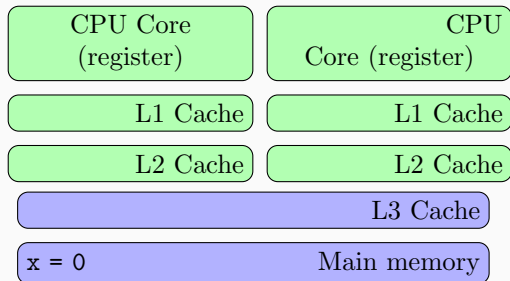 CPU Core
(register)
CPU
Core (register)
L1 Cache
L1 Cache
L2 Cache
L2 Cache
L3 Cache
x = 0
Main memory